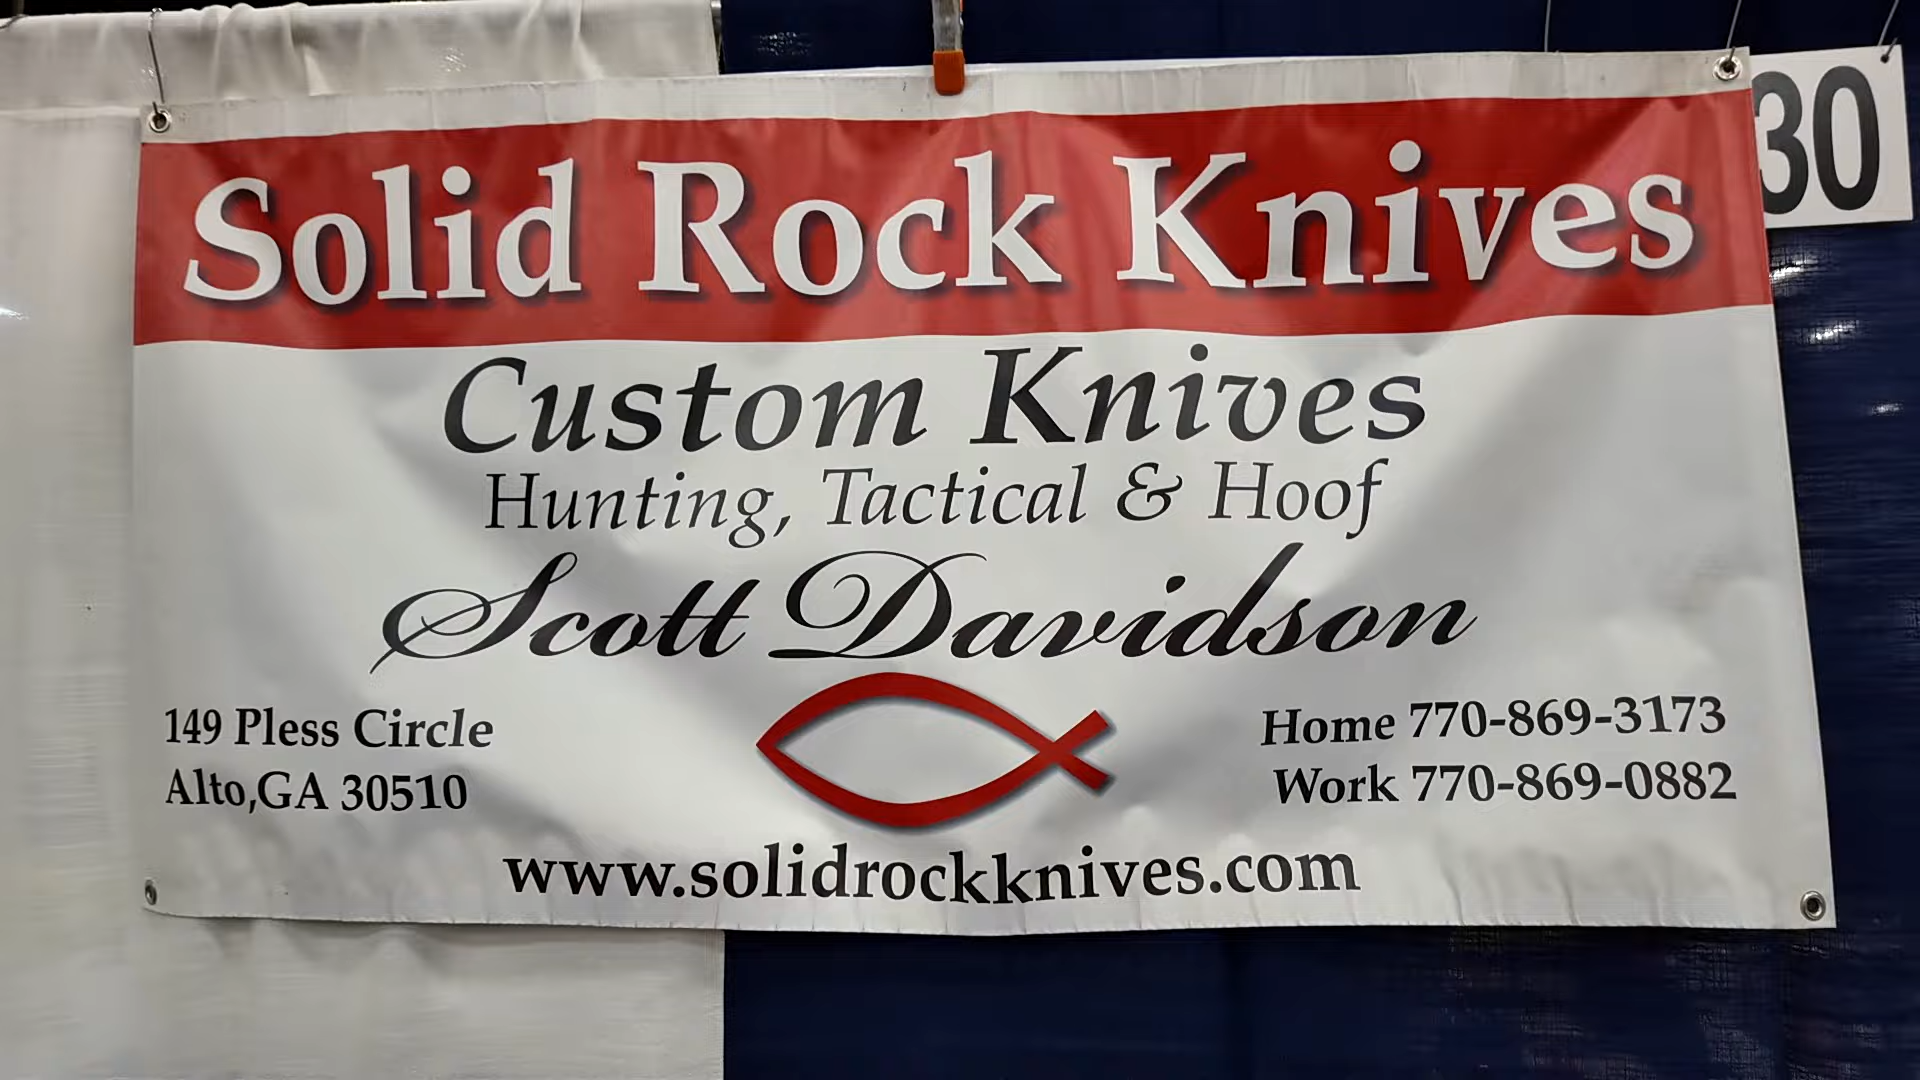 Solid Rock Knives
30
Custom Knives
Hunting, Tactical & Hoof
Scott Davidson
149 Pless Circle
Alto,GA 30510
Home 770-869-3173
Work 770-869-0882
www.solidrockknives.com